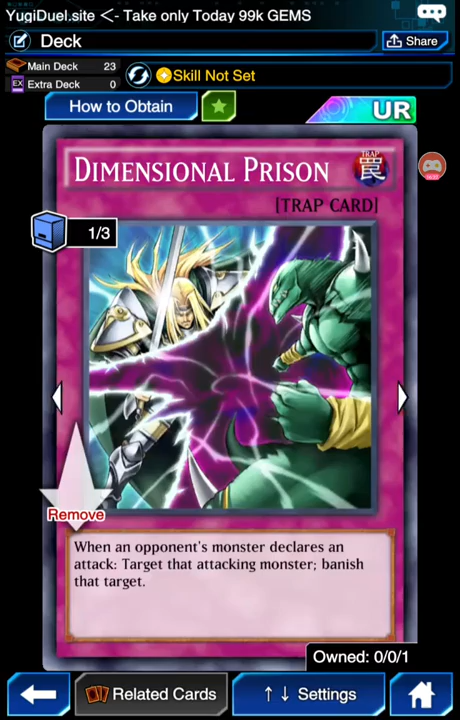 YugiDuel.site <- Take only Today 99k GEMS
Deck
Share
Main Deck 23
EX Extra Deck 0
Skill Not Set
How to Obtain
UR
DIMENSIONAL PRISON
TRAP
罠
[TRAP CARD]
1/3
Remove
When an opponent's monster declares an
attack: Target that attacking monster; banish
that target.
Owned: 0/0/1
Related Cards
↑↓ Settings